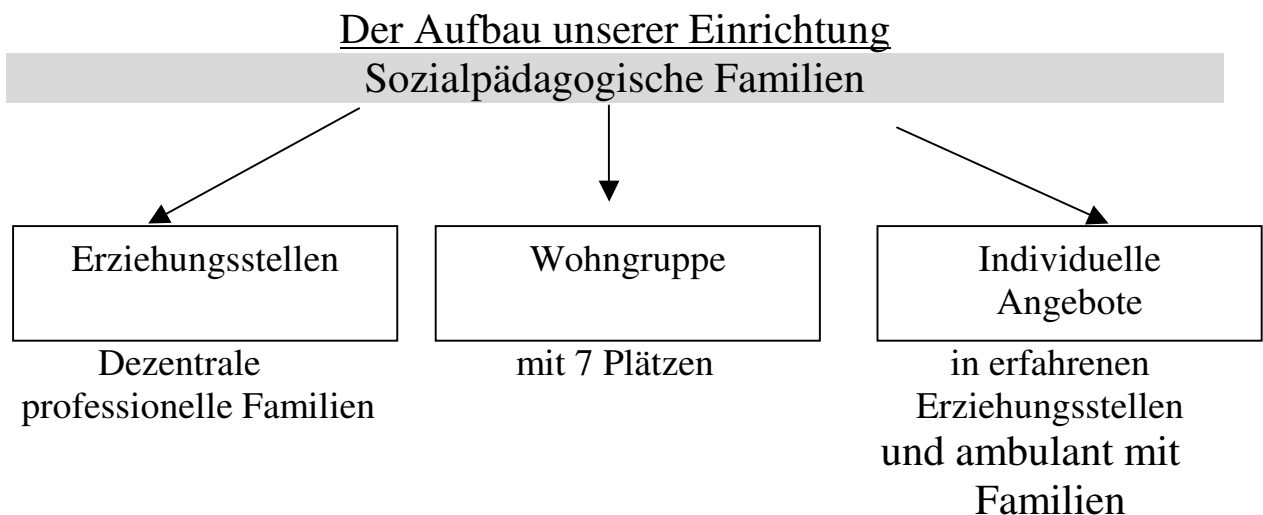 Der Aufbau unserer Einrichtung
Sozialpädagogische Familien
Erziehungsstellen
Dezentrale
professionelle Familien
Wohngruppe
mit 7 Plätzen
Individuelle
Angebote
in erfahrenen
Erziehungsstellen
und ambulant mit
Familien